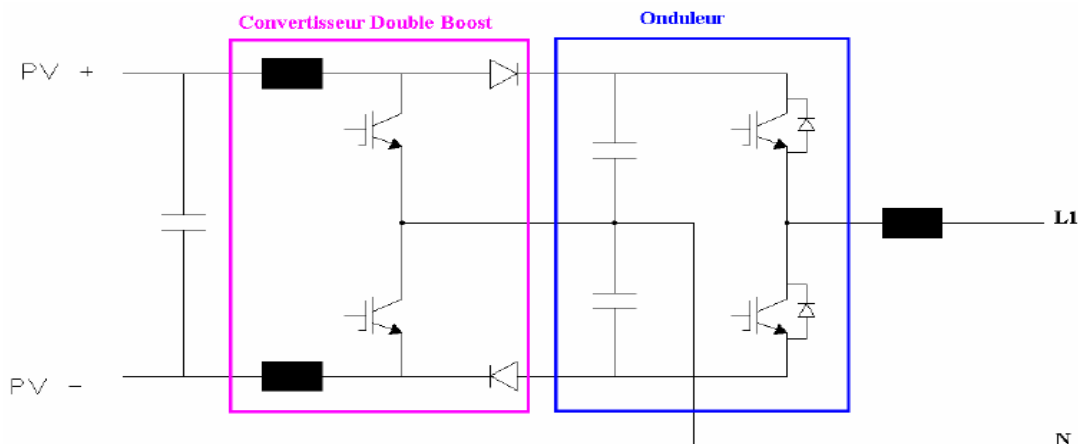 Convertisseur Double Boost
Onduleur
PV +
L1
PV -
N